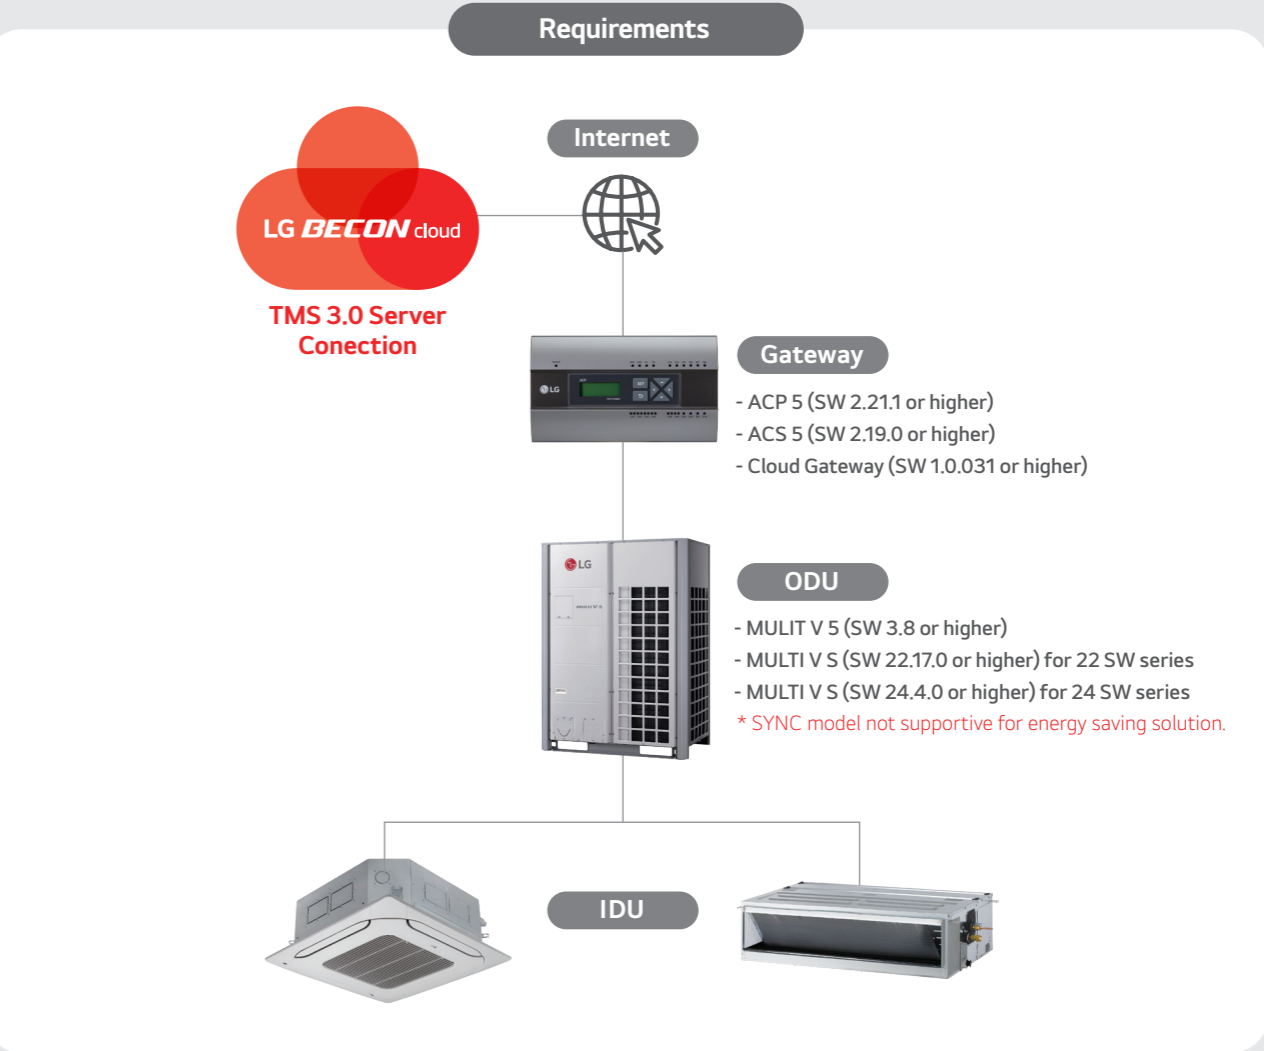 Requirements
Internet
LG BECON cloud
TMS 3.0 Server
Conection
Gateway
LG
- ACP 5 (SW 2.21.1 or higher)
- ACS 5 (SW 2.19.0 or higher)
- Cloud Gateway (SW 1.0.031 or higher)
LG
ODU
- MULIT V 5 (SW 3.8 or higher)
- MULTI V S (SW 22.17.0 or higher) for 22 SW series
- MULTI V S (SW 24.4.0 or higher) for 24 SW series
* SYNC model not supportive for energy saving solution.
IDU